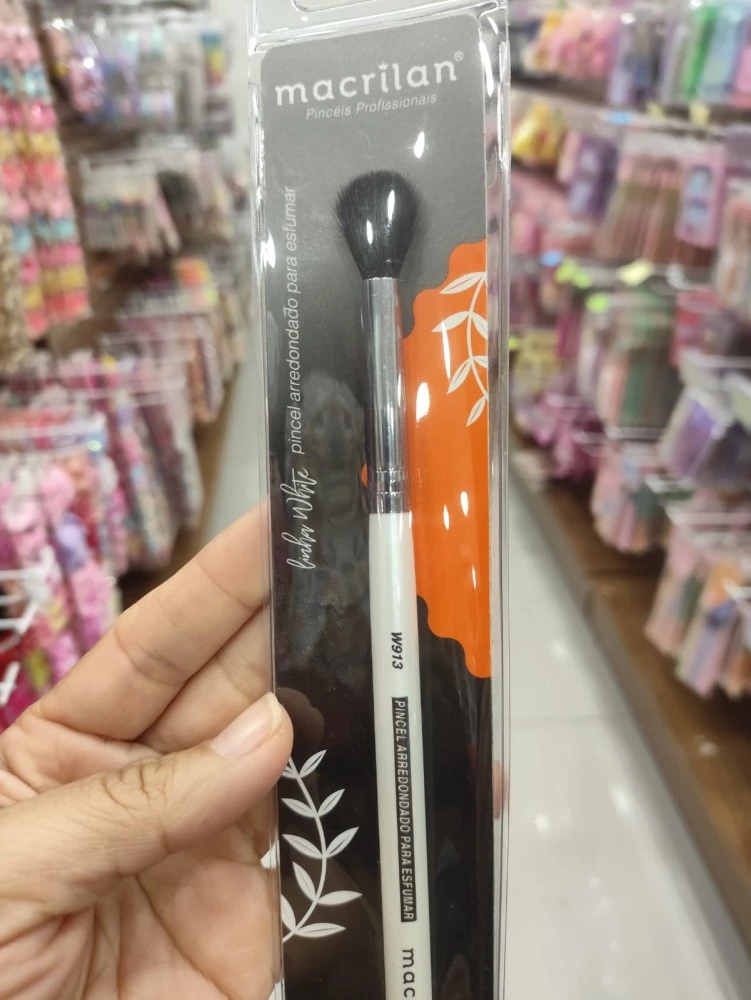 macrilan®
Pincéis Profissionais
linha White pincel arredondado para esfumar
W913
PINCEL ARREDONDADO PARA ESFUMAR
mac